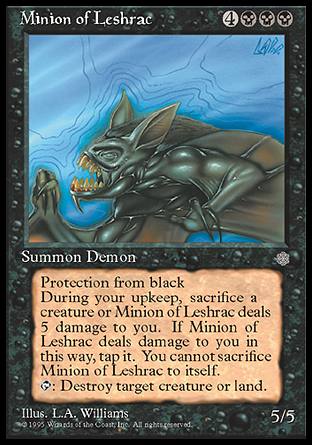 Minion of Leshrac 4
Summon Demon
Protection from black
During your upkeep, sacrifice a
creature or Minion of Leshrac deals
5 damage to you. If Minion of
Leshrac deals damage to you in
this way, tap it. You cannot sacrifice
Minion of Leshrac to itself.
: Destroy target creature or land.
Illus. L.A. Williams 5/5
©1995 Wizards of the Coast, Inc. All rights reserved.